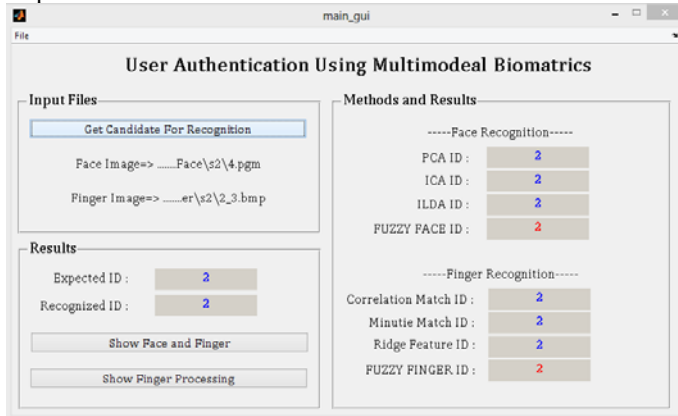 main_gui
File
User Authentication Using Multimodeal Biomatrics
Input Files
Get Candidate For Recognition
Face Image=> ......Face\s2\4.pgm
Finger Image=> ......er\s2\2_3.bmp
Results
Expected ID : 2
Recognized ID : 2
Show Face and Finger
Show Finger Processing
Methods and Results
-----Face Recognition-----
PCA ID : 2
ICA ID : 2
ILDA ID : 2
FUZZY FACE ID : 2
-----Finger Recognition-----
Correlation Match ID : 2
Minutie Match ID : 2
Ridge Feature ID : 2
FUZZY FINGER ID : 2